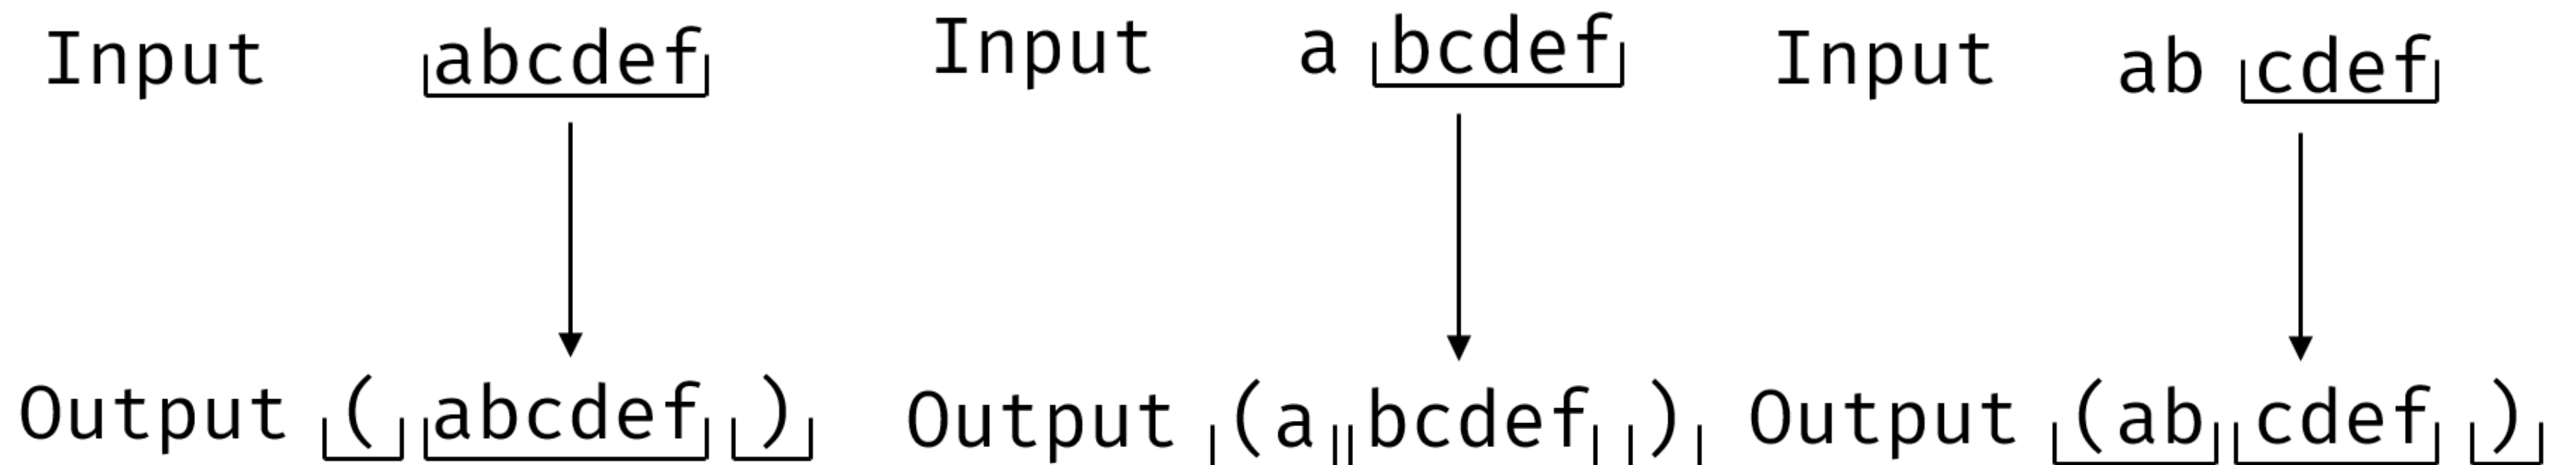 Input abcdef
Output ( abcdef )
Input a bcdef
Output (a bcdef )
Input ab cdef
Output (ab cdef )